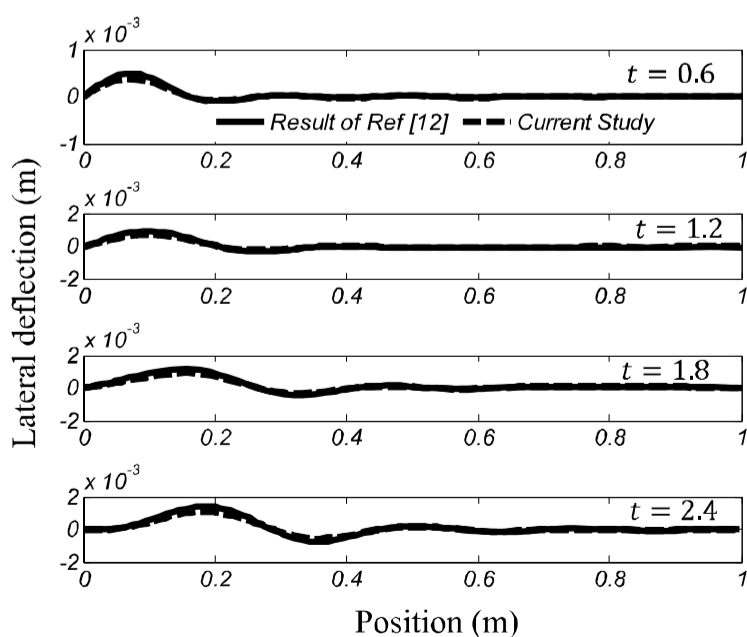 x 10^-3
1
0
-1
t = 0.6
Result of Ref [12] Current Study
0 0.2 0.4 0.6 0.8 1
x 10^-3
2
0
-2
t = 1.2
0 0.2 0.4 0.6 0.8 1
x 10^-3
2
0
-2
t = 1.8
0 0.2 0.4 0.6 0.8 1
x 10^-3
2
0
-2
t = 2.4
0 0.2 0.4 0.6 0.8 1
Lateral deflection (m)
Position (m)